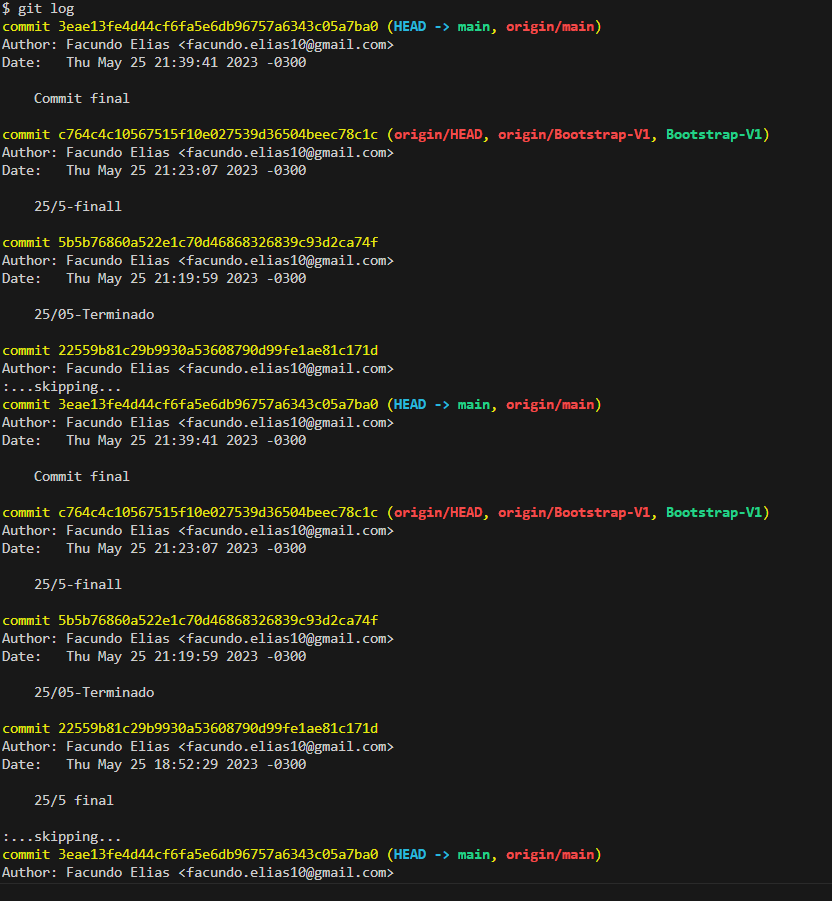 $ git log
commit 3eae13fe4d44cf6fa5e6db96757a6343c05a7ba0 (HEAD -> main, origin/main)
Author: Facundo Elias <facundo.elias10@gmail.com>
Date:   Thu May 25 21:39:41 2023 -0300
    Commit final
commit c764c4c10567515f10e027539d36504beec78c1c (origin/HEAD, origin/Bootstrap-V1, Bootstrap-V1)
Author: Facundo Elias <facundo.elias10@gmail.com>
Date:   Thu May 25 21:23:07 2023 -0300
    25/5-finall
commit 5b5b76860a522e1c70d46868326839c93d2ca74f
Author: Facundo Elias <facundo.elias10@gmail.com>
Date:   Thu May 25 21:19:59 2023 -0300
    25/05-Terminado
commit 22559b81c29b9930a53608790d99fe1ae81c171d
Author: Facundo Elias <facundo.elias10@gmail.com>
:...skipping...
commit 3eae13fe4d44cf6fa5e6db96757a6343c05a7ba0 (HEAD -> main, origin/main)
Author: Facundo Elias <facundo.elias10@gmail.com>
Date:   Thu May 25 21:39:41 2023 -0300
    Commit final
commit c764c4c10567515f10e027539d36504beec78c1c (origin/HEAD, origin/Bootstrap-V1, Bootstrap-V1)
Author: Facundo Elias <facundo.elias10@gmail.com>
Date:   Thu May 25 21:23:07 2023 -0300
    25/5-finall
commit 5b5b76860a522e1c70d46868326839c93d2ca74f
Author: Facundo Elias <facundo.elias10@gmail.com>
Date:   Thu May 25 21:19:59 2023 -0300
    25/05-Terminado
commit 22559b81c29b9930a53608790d99fe1ae81c171d
Author: Facundo Elias <facundo.elias10@gmail.com>
Date:   Thu May 25 18:52:29 2023 -0300
    25/5 final
:...skipping...
commit 3eae13fe4d44cf6fa5e6db96757a6343c05a7ba0 (HEAD -> main, origin/main)
Author: Facundo Elias <facundo.elias10@gmail.com>